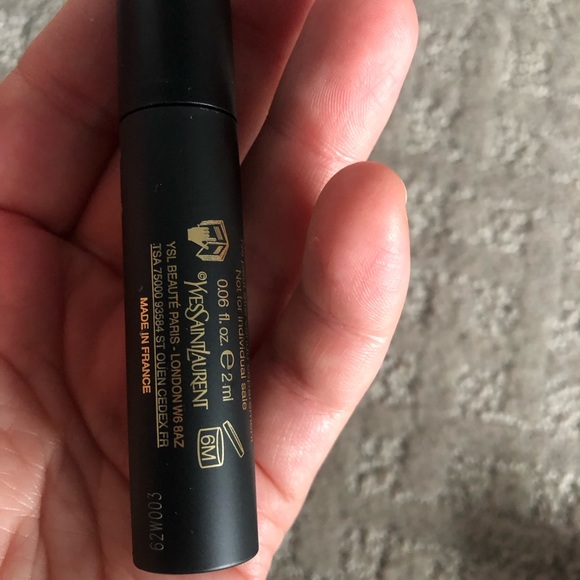 Not for individual sale
0.06 fl. oz. e 2 ml
6M
© YVESSAINTLAURENT
YSL BEAUTÉ PARIS - LONDON W6 8AZ
TSA 75000 93584 ST OUEN CEDEX FR
MADE IN FRANCE
62W003